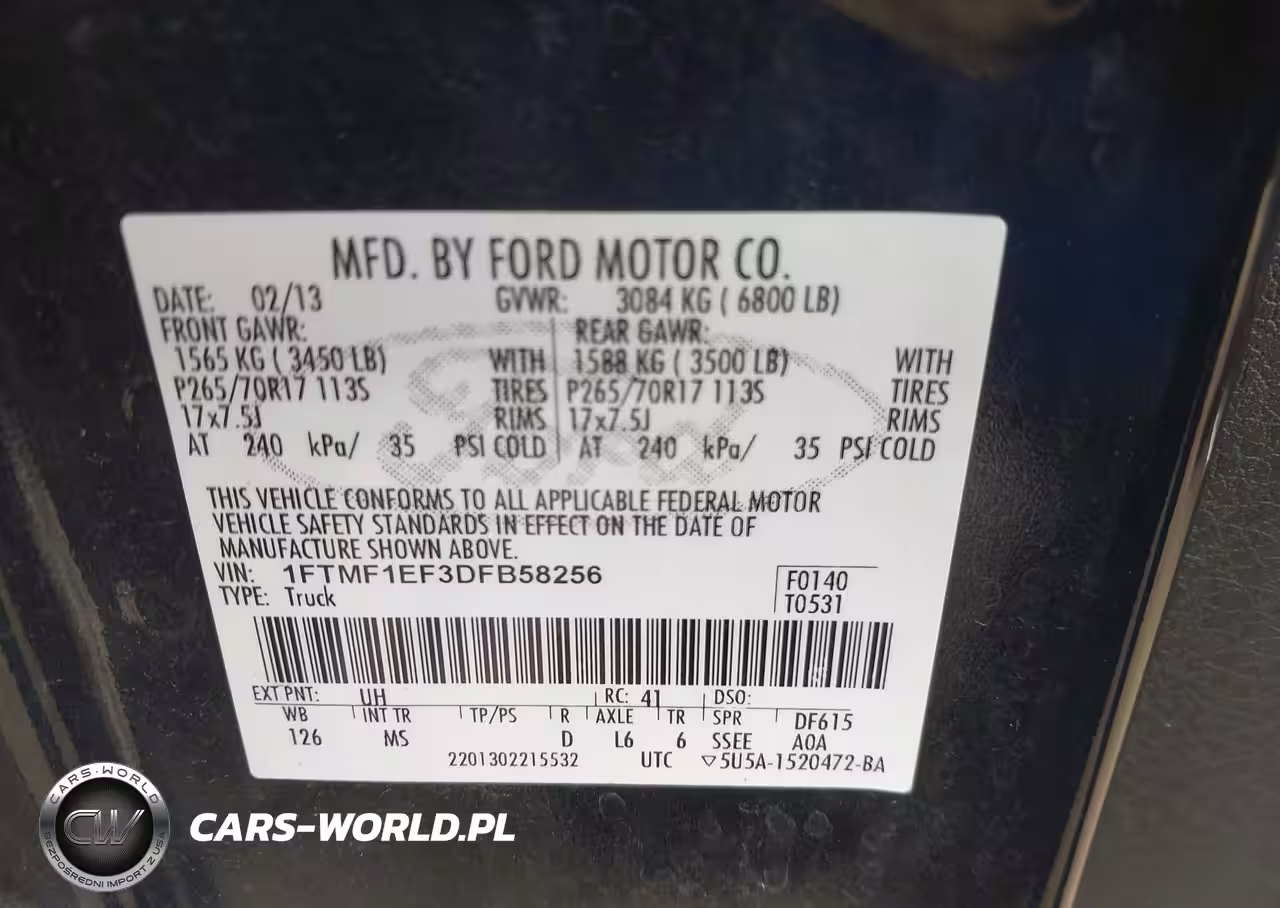 MFD. BY FORD MOTOR CO.
DATE: 02/13 GVWR: 3084 KG ( 6800 LB)
FRONT GAWR: REAR GAWR:
1565 KG ( 3450 LB) WITH 1588 KG ( 3500 LB) WITH
P265/70R17 113S TIRES P265/70R17 113S TIRES
17x7.5J RIMS 17x7.5J RIMS
AT 240 kPa/ 35 PSI COLD AT 240 kPa/ 35 PSI COLD
THIS VEHICLE CONFORMS TO ALL APPLICABLE FEDERAL MOTOR
VEHICLE SAFETY STANDARDS IN EFFECT ON THE DATE OF
MANUFACTURE SHOWN ABOVE.
VIN: 1FTMF1EF3DFB58256 F0140
TYPE: Truck T0531
EXT PNT: UH RC: 41 DSO:
WB INT TR TP/PS R AXLE TR SPR DF615
126 MS D L6 6 SSEE A0A
2201302215532 UTC ▽5U5A-1520472-BA
CARS-WORLD
CW
BEZPOŚREDNI IMPORT Z USA
CARS-WORLD.PL